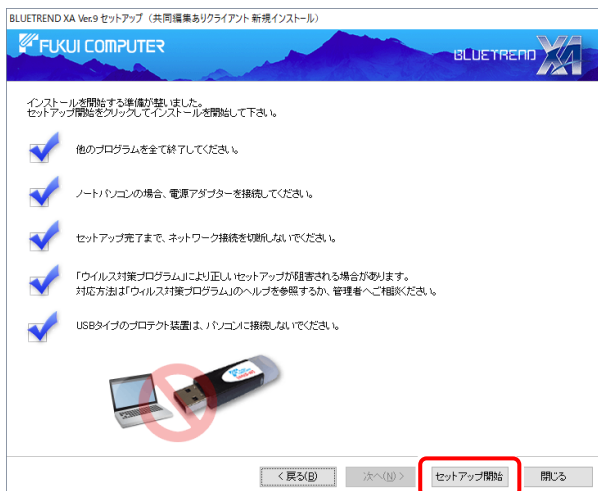 BLUETREND XA Ver.9 セットアップ（共同編集ありクライアント 新規インストール）
FUKUI COMPUTER
BLUETREND XA
インストールを開始する準備が整いました。
セットアップ開始をクリックしてインストールを開始して下さい。
他のプログラムを全て終了してください。
ノートパソコンの場合、電源アダプターを接続してください。
セットアップ完了まで、ネットワーク接続を切断しないでください。
「ウイルス対策プログラム」により正しいセットアップが阻害される場合があります。
対応方法は「ウィルス対策プログラム」のヘルプを参照するか、管理者へご相談ください。
USBタイプのプロテクト装置は、パソコンに接続しないでください。
< 戻る(B)
次へ(N) >
セットアップ開始
閉じる